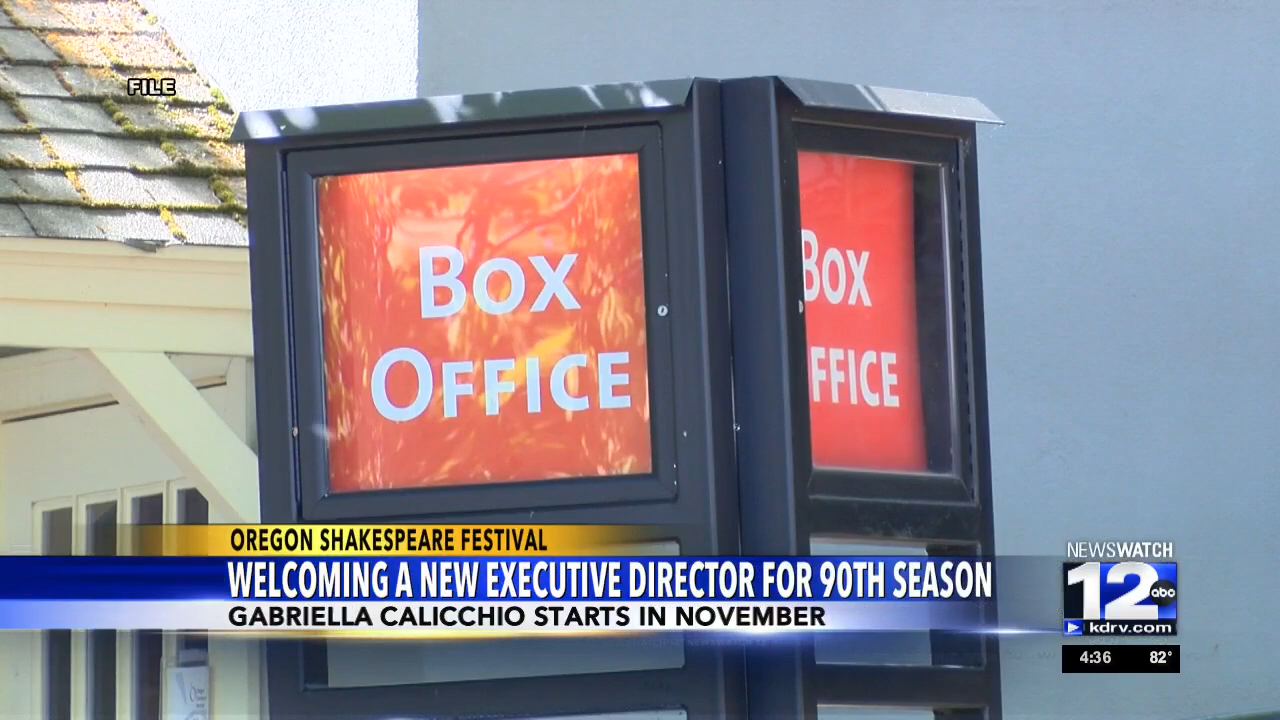 FILE
BOX
OFFICE
BOX
FFICE
OREGON SHAKESPEARE FESTIVAL
WELCOMING A NEW EXECUTIVE DIRECTOR FOR 90TH SEASON
GABRIELLA CALICCHIO STARTS IN NOVEMBER
NEWSWATCH
12 abc
kdrv.com
4:36 82°